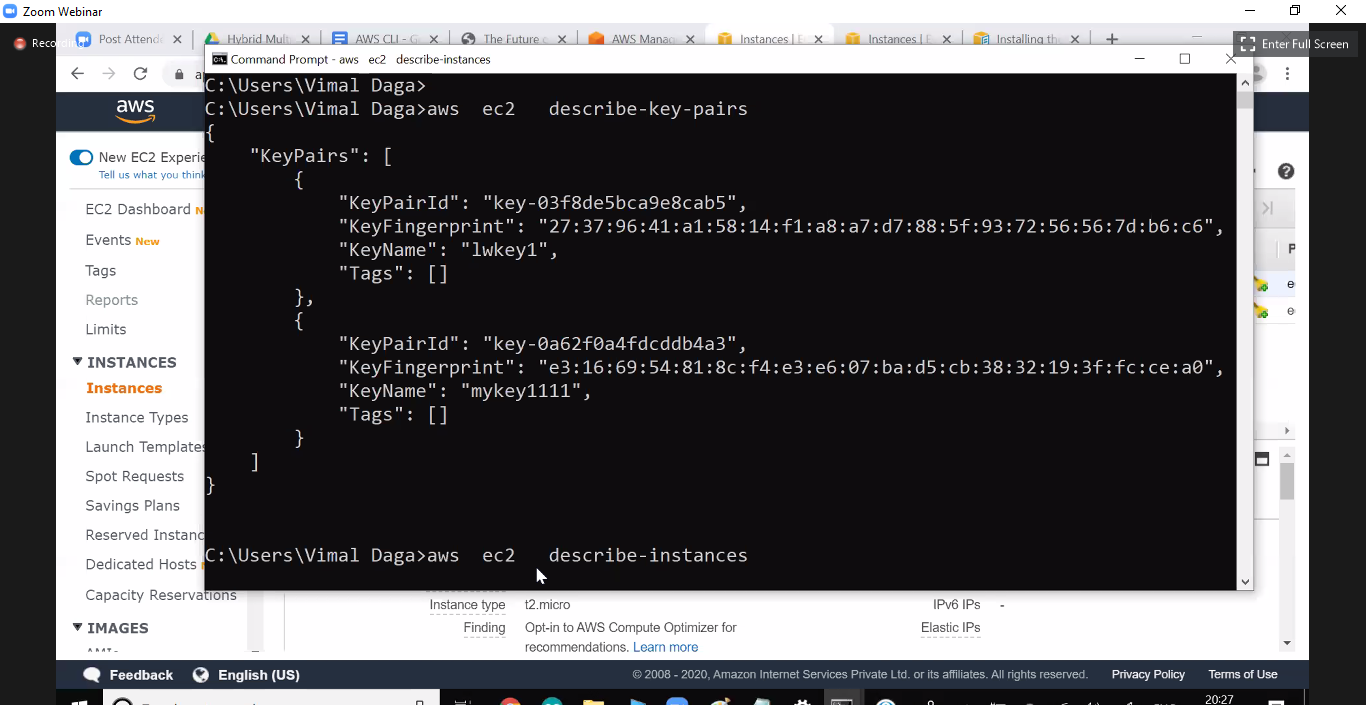 Zoom Webinar
Recording
Post Attend
Hybrid Mult
AWS CLI - G
The Future o
AWS Manag
Instances | E
Instances | E
Installing the
Enter Full Screen
Command Prompt - aws ec2 describe-instances
C:\Users\Vimal Daga>
C:\Users\Vimal Daga>aws ec2 describe-key-pairs
{
"KeyPairs": [
{
"KeyPairId": "key-03f8de5bca9e8cab5",
"KeyFingerprint": "27:37:96:41:a1:58:14:f1:a8:a7:d7:88:5f:93:72:56:56:7d:b6:c6",
"KeyName": "lwkey1",
"Tags": []
},
{
"KeyPairId": "key-0a62f0a4fdcddb4a3",
"KeyFingerprint": "e3:16:69:54:81:8c:f4:e3:e6:07:ba:d5:cb:38:32:19:3f:fc:ce:a0",
"KeyName": "mykey1111",
"Tags": []
}
]
}
C:\Users\Vimal Daga>aws ec2 describe-instances
aws
New EC2 Experie
Tell us what you think
EC2 Dashboard
Events New
Tags
Reports
Limits
INSTANCES
Instances
Instance Types
Launch Templates
Spot Requests
Savings Plans
Reserved Instanc
Dedicated Hosts
Capacity Reservations
IMAGES
Instance type t2.micro
IPv6 IPs -
Finding Opt-in to AWS Compute Optimizer for
recommendations. Learn more
Elastic IPs
Feedback English (US)
© 2008 - 2020, Amazon Internet Services Private Ltd. or its affiliates. All rights reserved. Privacy Policy Terms of Use
20:27